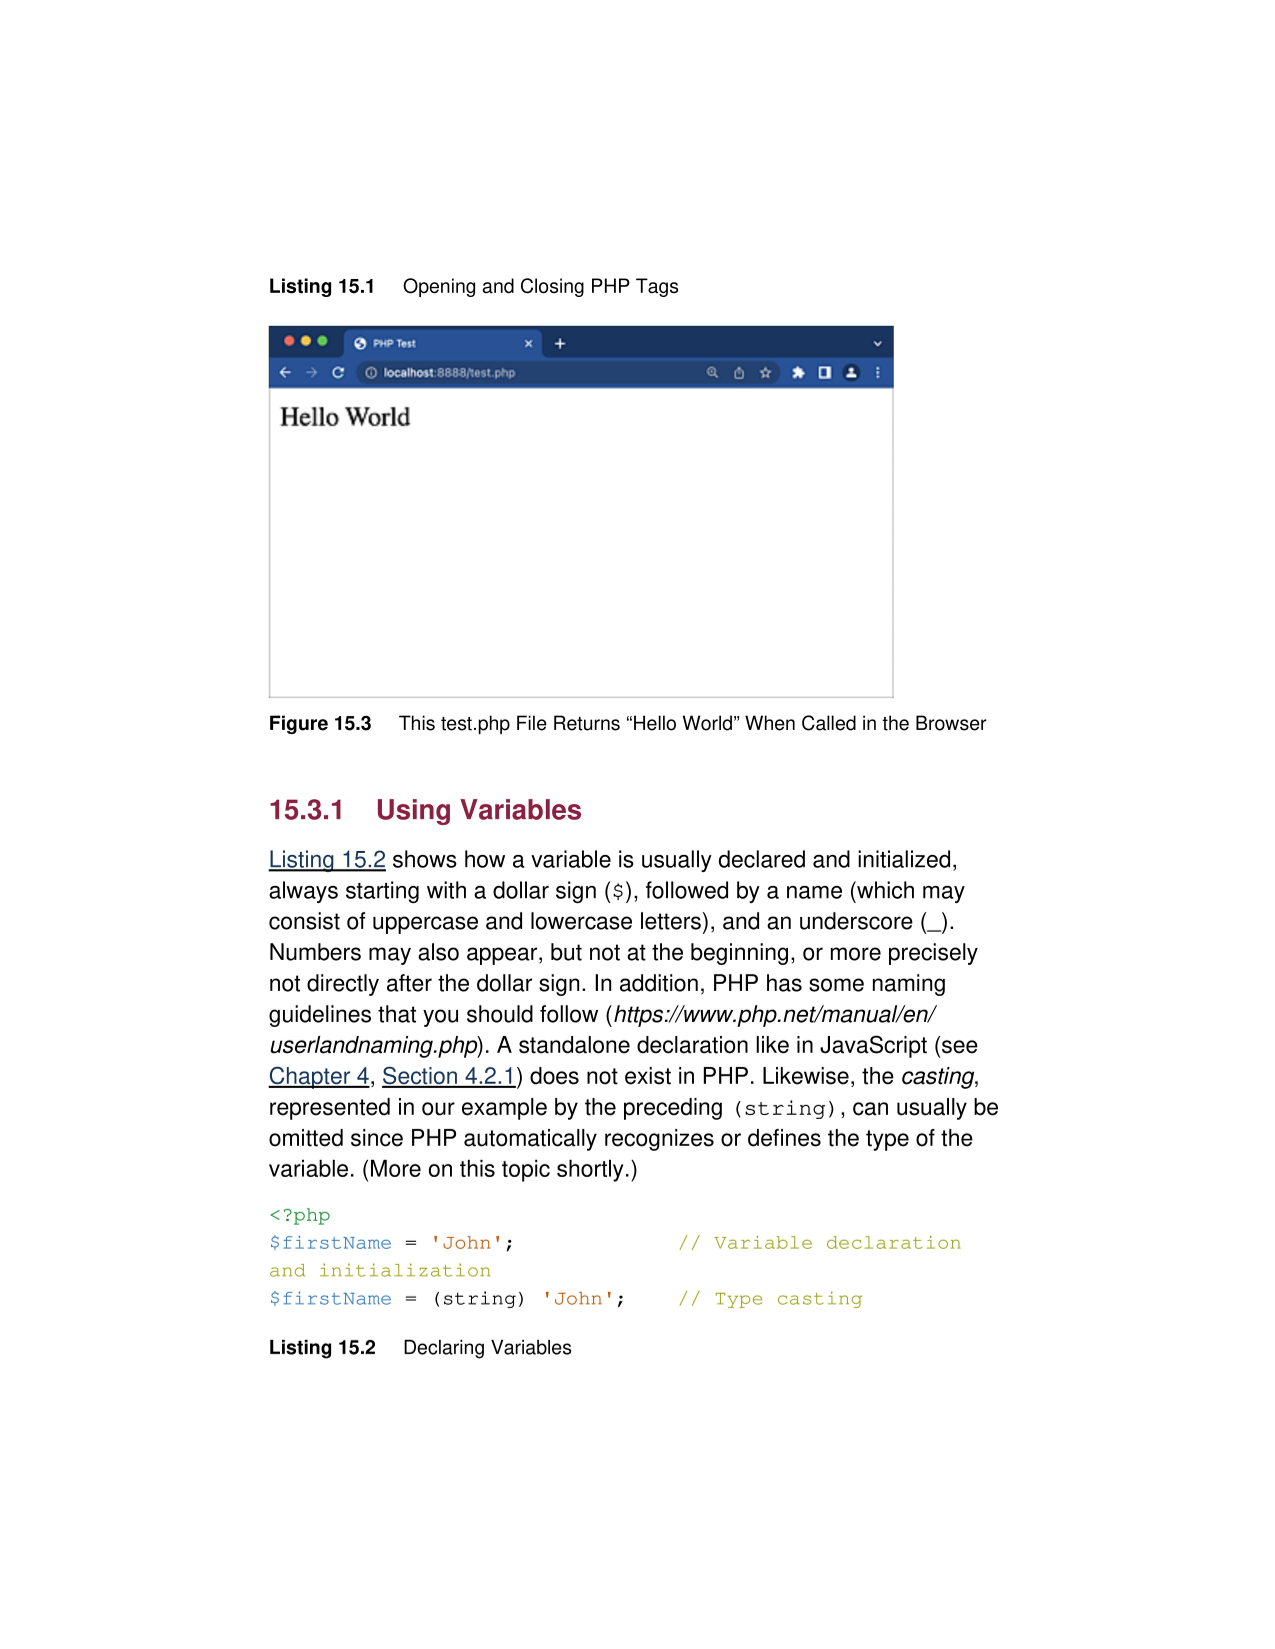 Listing 15.1 Opening and Closing PHP Tags
PHP Test
localhost:8888/test.php
Hello World
Figure 15.3 This test.php File Returns “Hello World” When Called in the Browser
15.3.1 Using Variables
Listing 15.2 shows how a variable is usually declared and initialized,
always starting with a dollar sign ($), followed by a name (which may
consist of uppercase and lowercase letters), and an underscore (_).
Numbers may also appear, but not at the beginning, or more precisely
not directly after the dollar sign. In addition, PHP has some naming
guidelines that you should follow (https://www.php.net/manual/en/
userlandnaming.php). A standalone declaration like in JavaScript (see
Chapter 4, Section 4.2.1) does not exist in PHP. Likewise, the casting,
represented in our example by the preceding (string), can usually be
omitted since PHP automatically recognizes or defines the type of the
variable. (More on this topic shortly.)
<?php
$firstName = 'John'; // Variable declaration
and initialization
$firstName = (string) 'John'; // Type casting
Listing 15.2 Declaring Variables